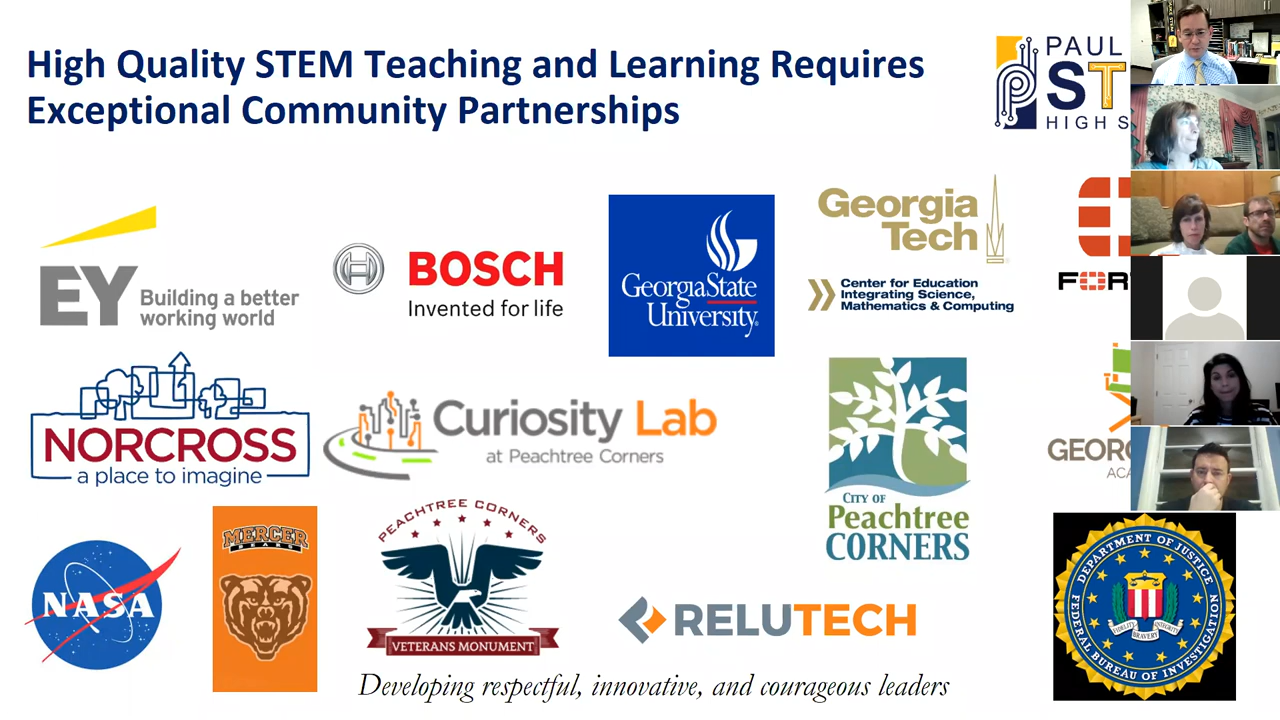 High Quality STEM Teaching and Learning Requires
Exceptional Community Partnerships
PAUL
ST
HIGH S
EY
Building a better
working world
BOSCH
Invented for life
GeorgiaState
University
Georgia
Tech
Center for Education
Integrating Science,
Mathematics & Computing
FOR
NORCROSS
a place to imagine
Curiosity Lab
at Peachtree Corners
CITY OF
Peachtree
CORNERS
GEOR
ACA
NASA
MERCER
BEARS
PEACHTREE CORNERS
VETERANS MONUMENT
RELUTECH
DEPARTMENT OF JUSTICE
FIDELITY BRAVERY INTEGRITY
FEDERAL BUREAU OF INVESTIGATION
Developing respectful, innovative, and courageous leaders